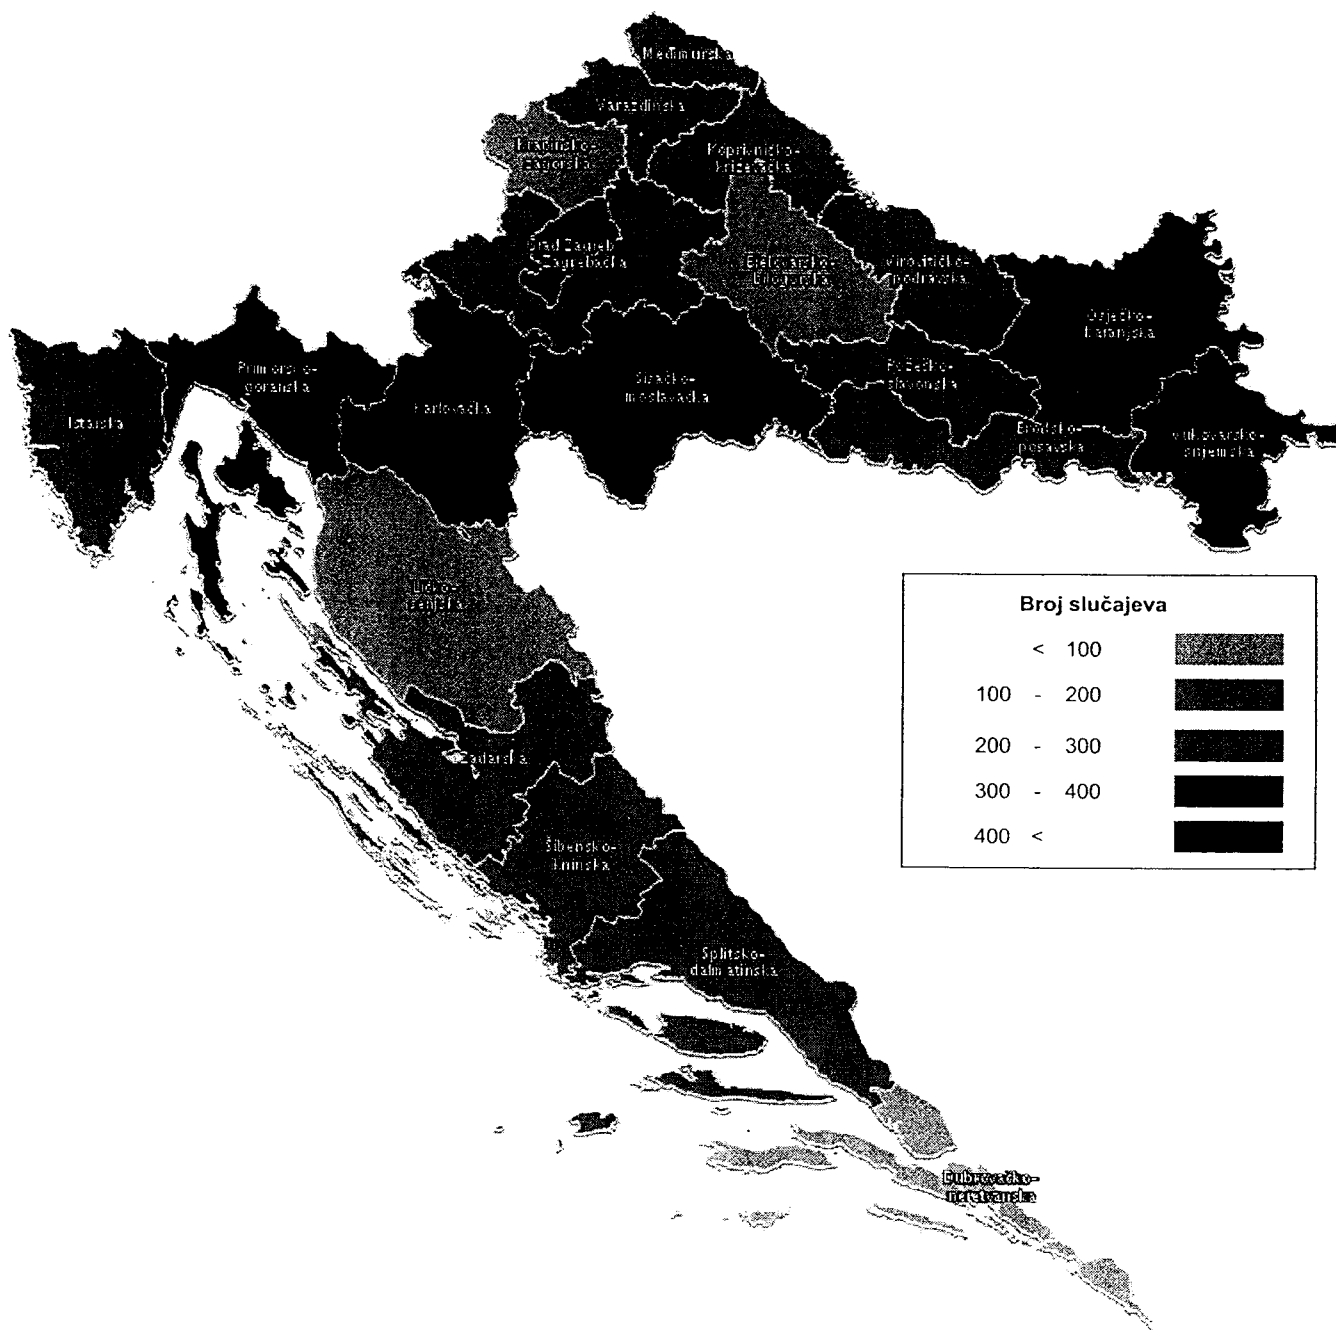 Međimurska
Varaždinska
Krapinsko-
zagorska
Koprivničko-
križevačka
Grad Zagreb
Zagrebačka
Bjelovarsko-
bilogorska
Virovitičko-
podravska
Osječko-
baranjska
Primorsko-
goranska
Istarska
Karlovačka
Sisačko-
moslavačka
Požeško-
slavonska
Brodsko-
posavska
Vukovarsko-
srijemska
Ličko-
senjska
Zadarska
Šibensko-
kninska
Splitsko-
dalmatinska
Dubrovačko-
neretvanska
Broj slučajeva
< 100
100 - 200
200 - 300
300 - 400
400 <